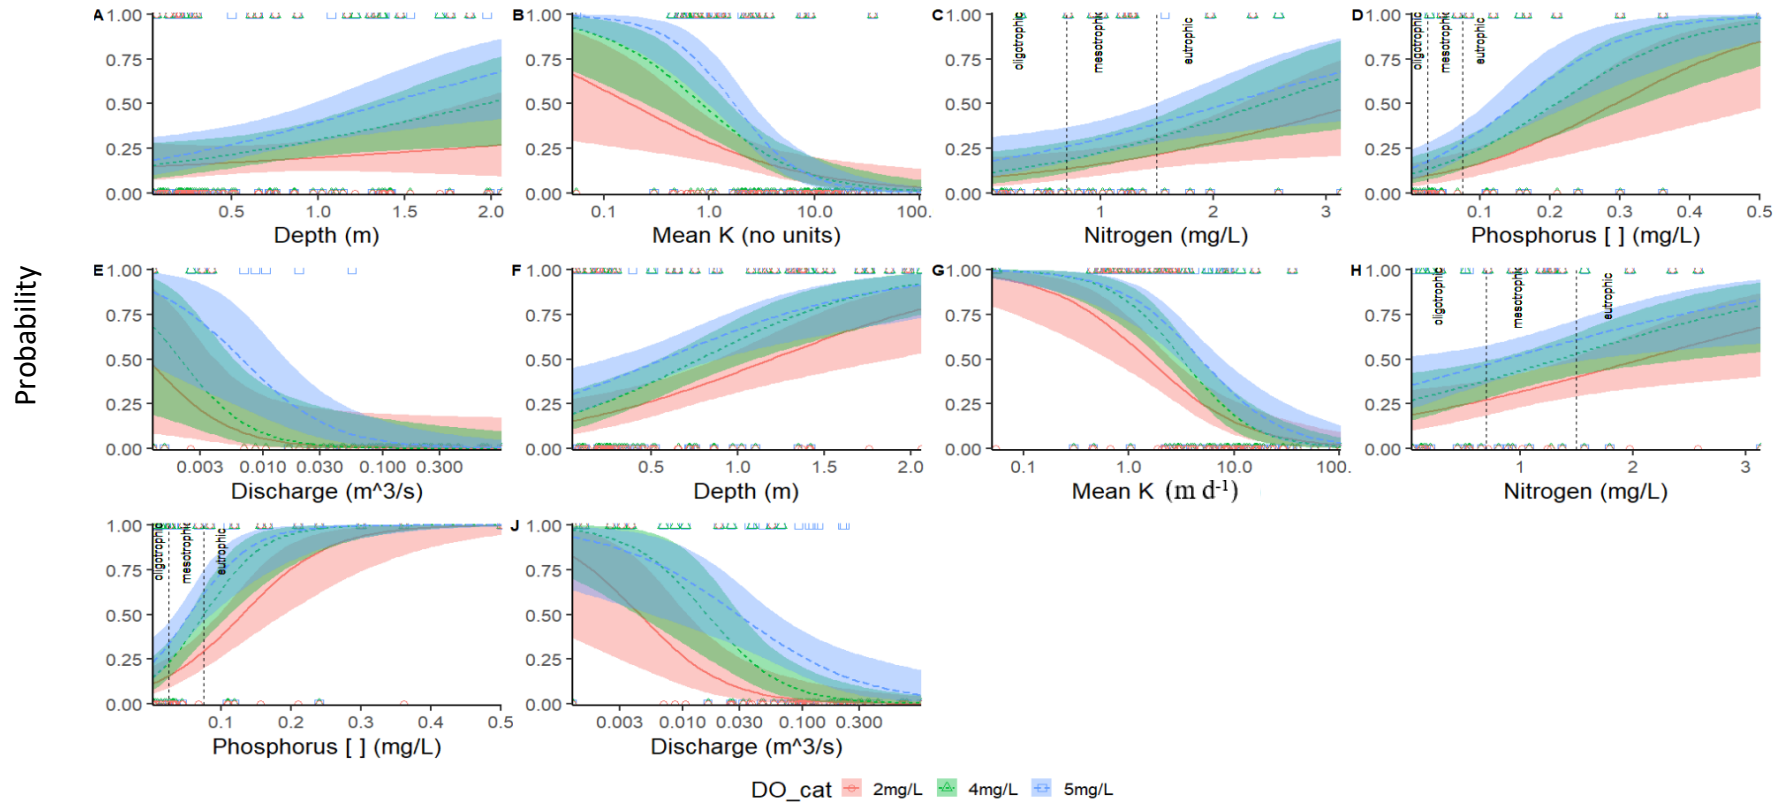 Probability
A
1.00
0.75
0.50
0.25
0.00
0.5 1.0 1.5 2.0
Depth (m)
B
1.00
0.75
0.50
0.25
0.00
0.1 1.0 10.0 100.
Mean K (no units)
C
1.00
0.75
0.50
0.25
0.00
oligotrophic
mesotrophic
eutrophic
1 2 3
Nitrogen (mg/L)
D
1.00
0.75
0.50
0.25
0.00
oligotrophic
mesotrophic
eutrophic
0.1 0.2 0.3 0.4 0.5
Phosphorus [ ] (mg/L)
E
1.00
0.75
0.50
0.25
0.00
0.003 0.010 0.030 0.100 0.300
Discharge (m^3/s)
F
1.00
0.75
0.50
0.25
0.00
0.5 1.0 1.5 2.0
Depth (m)
G
1.00
0.75
0.50
0.25
0.00
0.1 1.0 10.0 100.
Mean K (m d⁻¹)
H
1.00
0.75
0.50
0.25
0.00
oligotrophic
mesotrophic
eutrophic
1 2 3
Nitrogen (mg/L)
1.00
0.75
0.50
0.25
0.00
oligotrophic
mesotrophic
eutrophic
0.1 0.2 0.3 0.4 0.5
Phosphorus [ ] (mg/L)
J
1.00
0.75
0.50
0.25
0.00
0.003 0.010 0.030 0.100 0.300
Discharge (m^3/s)
DO_cat 2mg/L 4mg/L 5mg/L